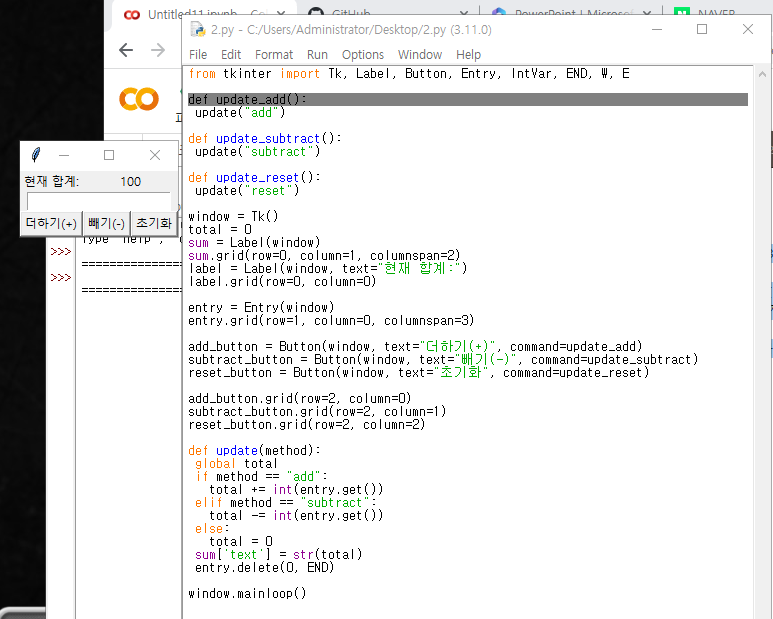 Untitled11.ipynb - Co
GitHub
PowerPoint | Microsof
NAVER
2.py - C:/Users/Administrator/Desktop/2.py (3.11.0)
File Edit Format Run Options Window Help
from tkinter import Tk, Label, Button, Entry, IntVar, END, W, E
def update_add():
update("add")
def update_subtract():
update("subtract")
def update_reset():
update("reset")
window = Tk()
total = 0
sum = Label(window)
sum.grid(row=0, column=1, columnspan=2)
label = Label(window, text="현재 합계:")
label.grid(row=0, column=0)
entry = Entry(window)
entry.grid(row=1, column=0, columnspan=3)
add_button = Button(window, text="더하기(+)", command=update_add)
subtract_button = Button(window, text="빼기(-)", command=update_subtract)
reset_button = Button(window, text="초기화", command=update_reset)
add_button.grid(row=2, column=0)
subtract_button.grid(row=2, column=1)
reset_button.grid(row=2, column=2)
def update(method):
global total
if method == "add":
total += int(entry.get())
elif method == "subtract":
total -= int(entry.get())
else:
total = 0
sum['text'] = str(total)
entry.delete(0, END)
window.mainloop()
현재 합계: 100
더하기(+) 빼기(-) 초기화
Type "help",
>>>
===============
>>>
===============